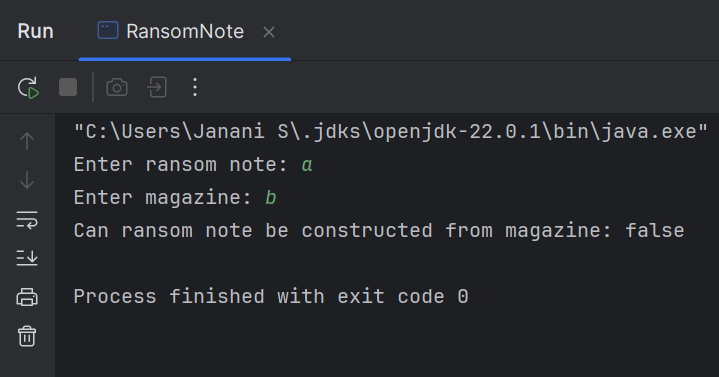 Run RansomNote
"C:\Users\Janani S\.jdks\openjdk-22.0.1\bin\java.exe"
Enter ransom note: a
Enter magazine: b
Can ransom note be constructed from magazine: false
Process finished with exit code 0